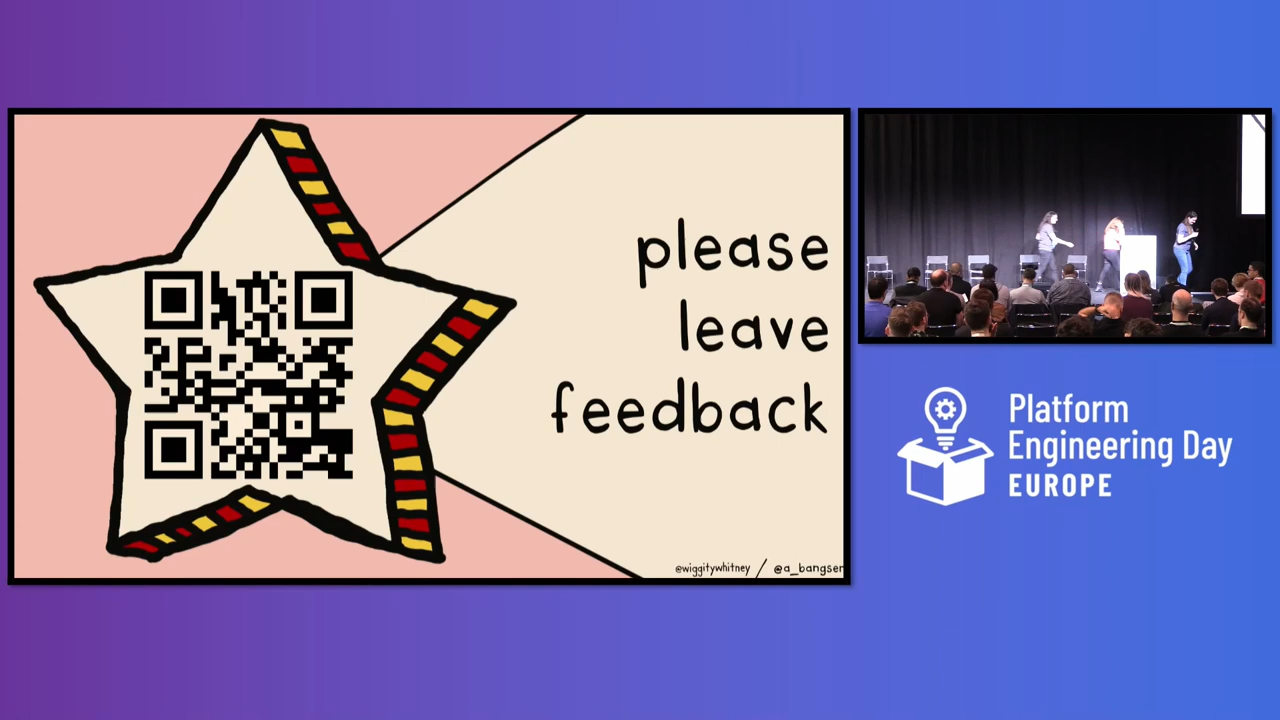 please
leave
feedback
@wiggitywhitney / @a_bangser
Platform
Engineering Day
EUROPE